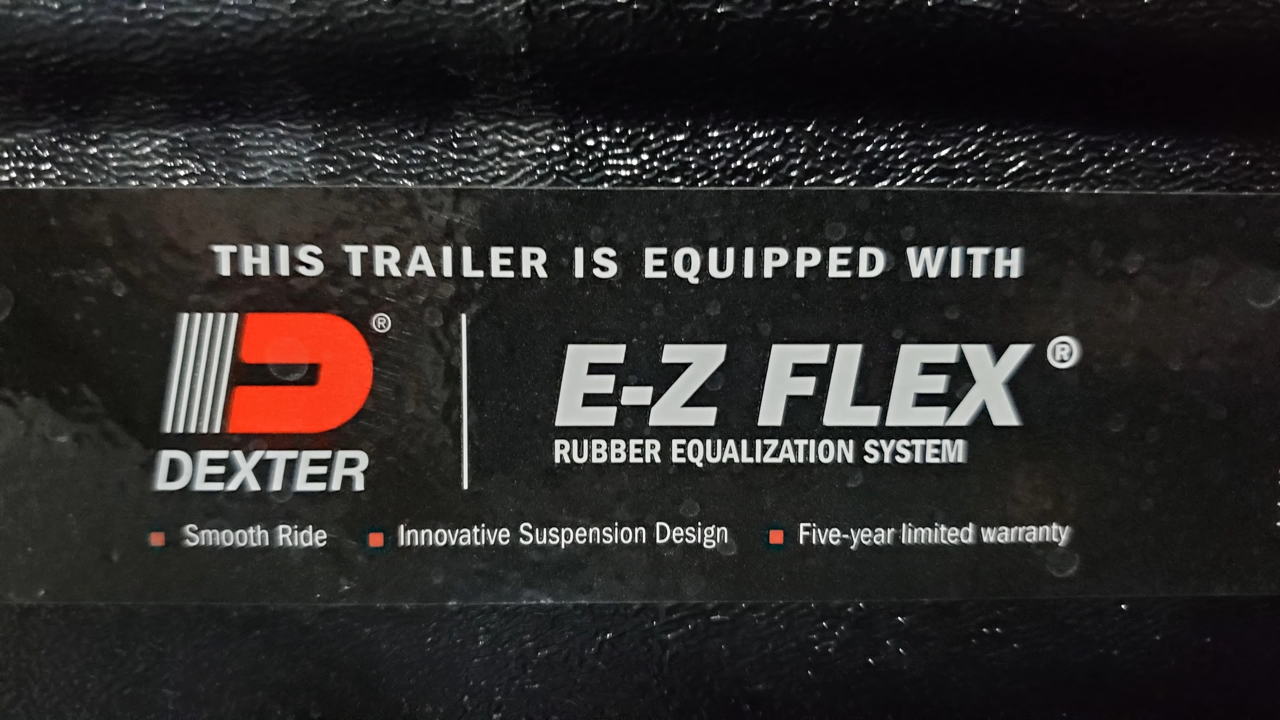 THIS TRAILER IS EQUIPPED WITH
DEXTER®
E-Z FLEX®
RUBBER EQUALIZATION SYSTEM
Smooth Ride
Innovative Suspension Design
Five-year limited warranty